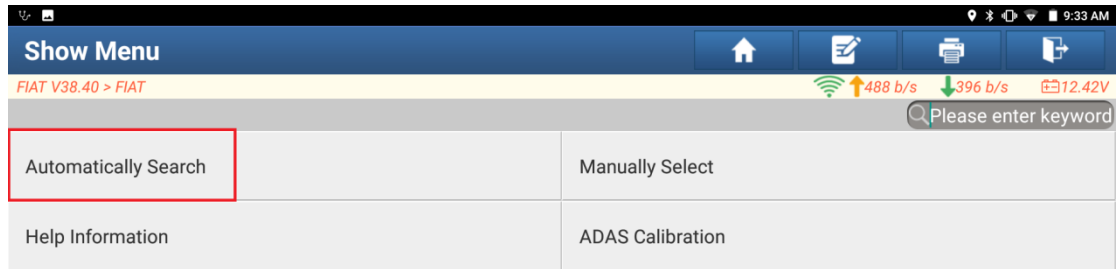 9:33 AM
Show Menu
FIAT V38.40 > FIAT 488 b/s 396 b/s 12.42V
Please enter keyword
Automatically Search Manually Select
Help Information ADAS Calibration